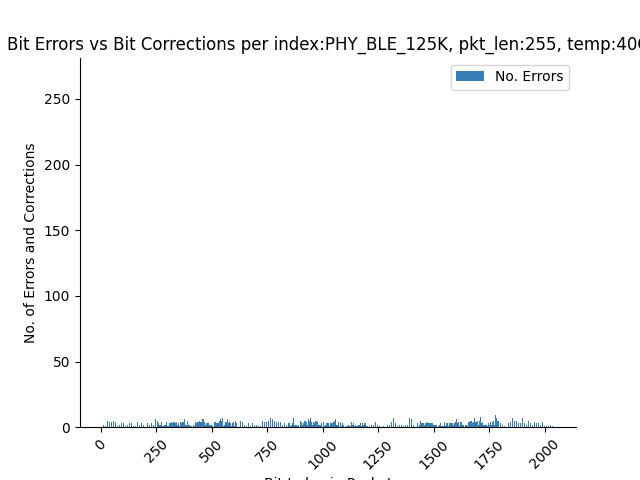 Bit Errors vs Bit Corrections per index:PHY_BLE_125K, pkt_len:255, temp:40
No. Errors
No. of Errors and Corrections
250
200
150
100
50
0
0 250 500 750 1000 1250 1500 1750 2000